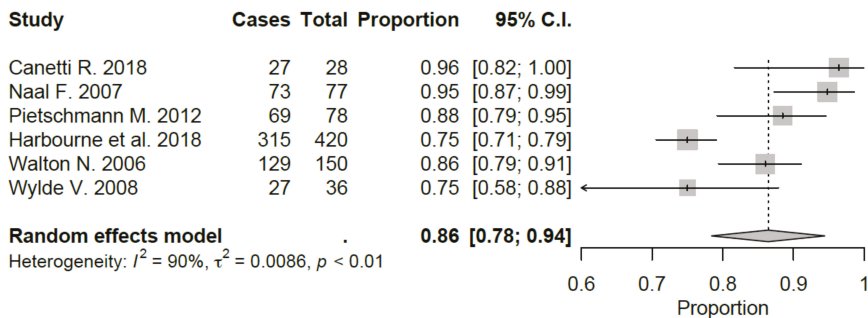 Study Cases Total Proportion 95% C.I.
Canetti R. 2018 27 28 0.96 [0.82; 1.00]
Naal F. 2007 73 77 0.95 [0.87; 0.99]
Pietschmann M. 2012 69 78 0.88 [0.79; 0.95]
Harbourne et al. 2018 315 420 0.75 [0.71; 0.79]
Walton N. 2006 129 150 0.86 [0.79; 0.91]
Wylde V. 2008 27 36 0.75 [0.58; 0.88]
Random effects model . 0.86 [0.78; 0.94]
Heterogeneity: I² = 90%, τ² = 0.0086, p < 0.01
0.6 0.7 0.8 0.9 1
Proportion